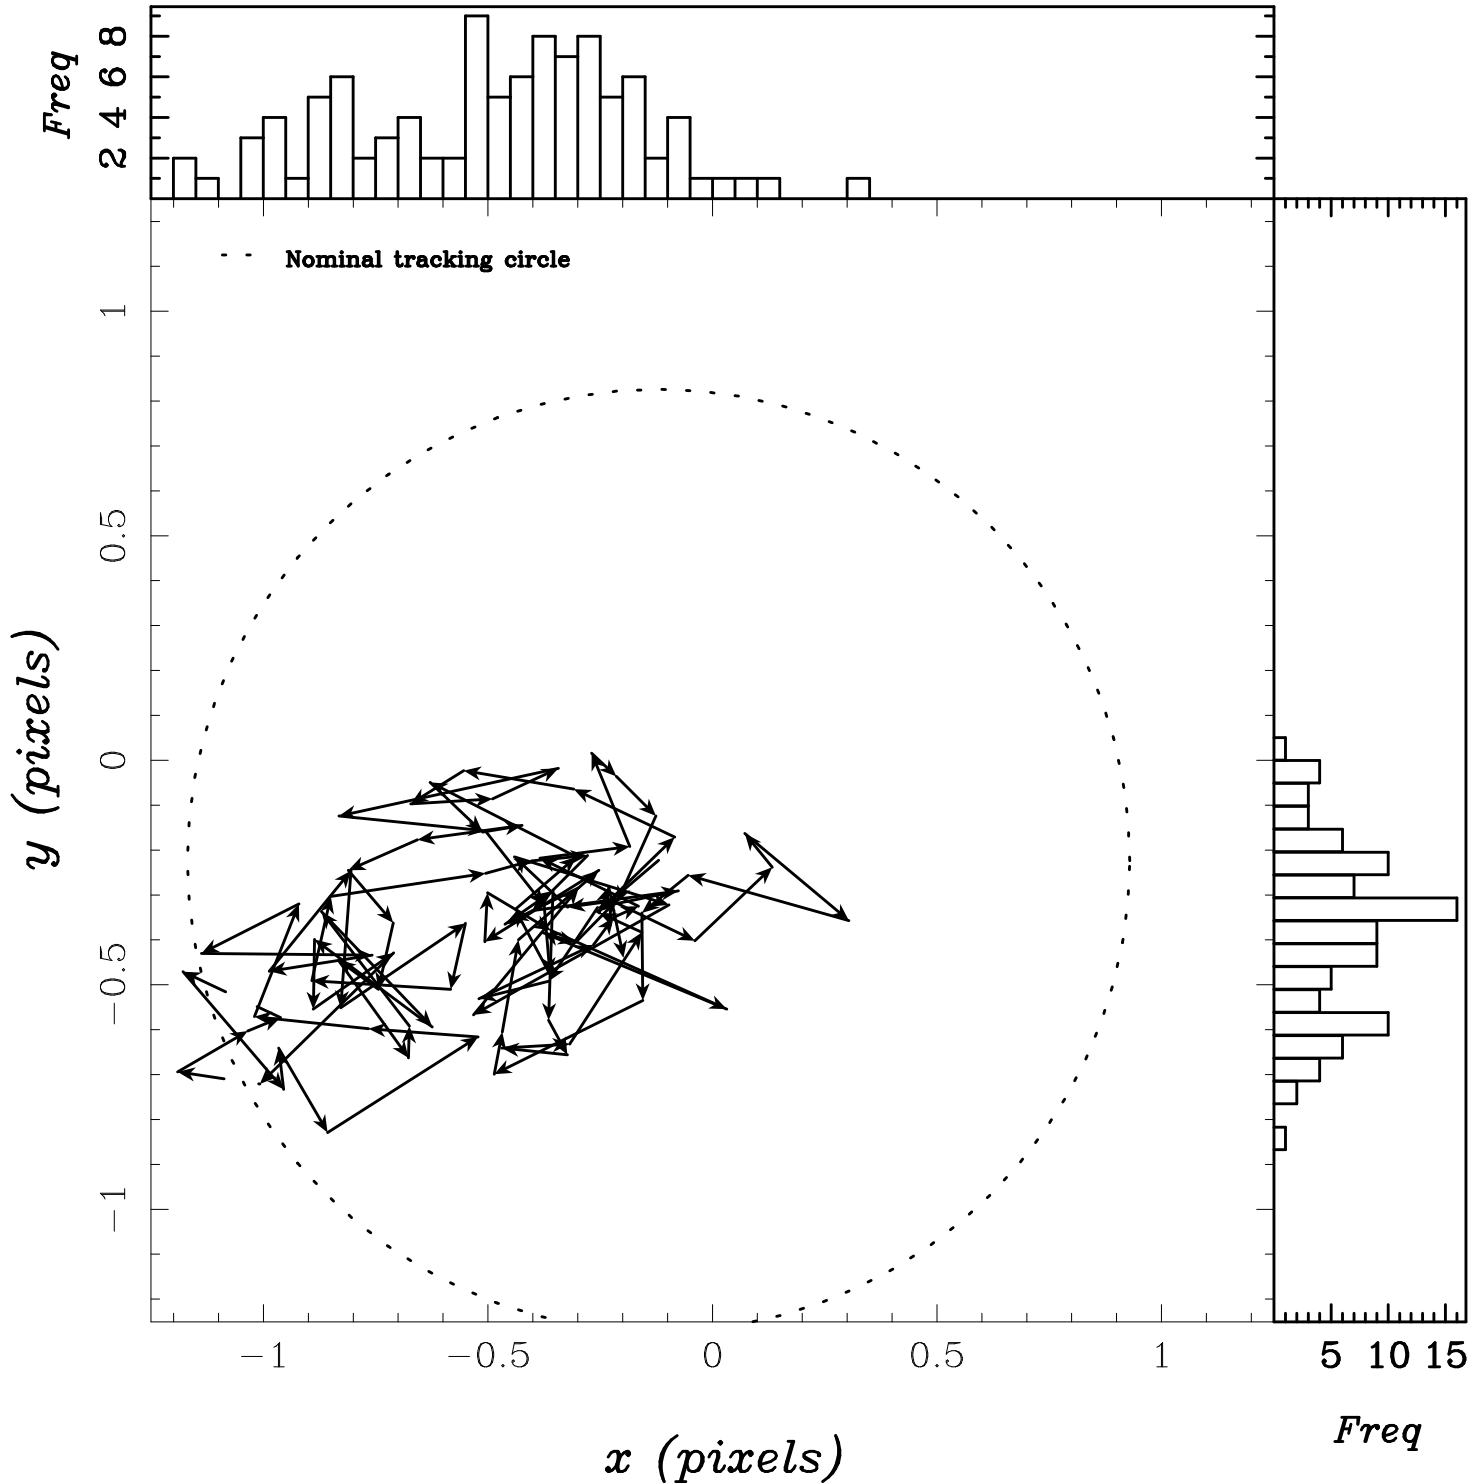 Freq
2 4 6 8
Nominal tracking circle
1
0.5
0
−0.5
−1
y (pixels)
−1 −0.5 0 0.5 1
x (pixels)
5 10 15
Freq